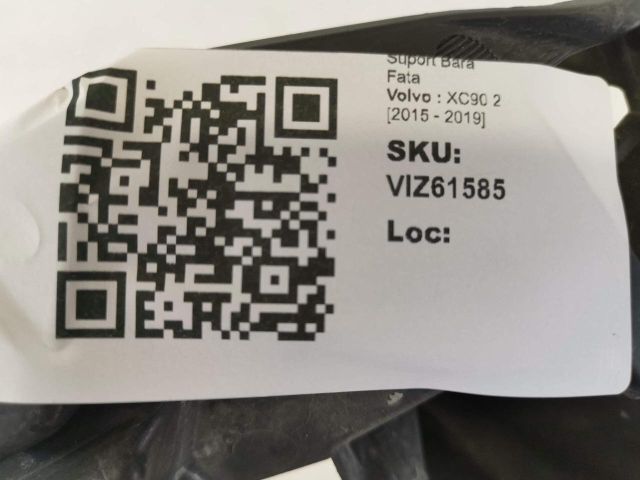 Suport Bara
Fata
Volvo : XC90 2
[2015 - 2019]
SKU:
VIZ61585
Loc: